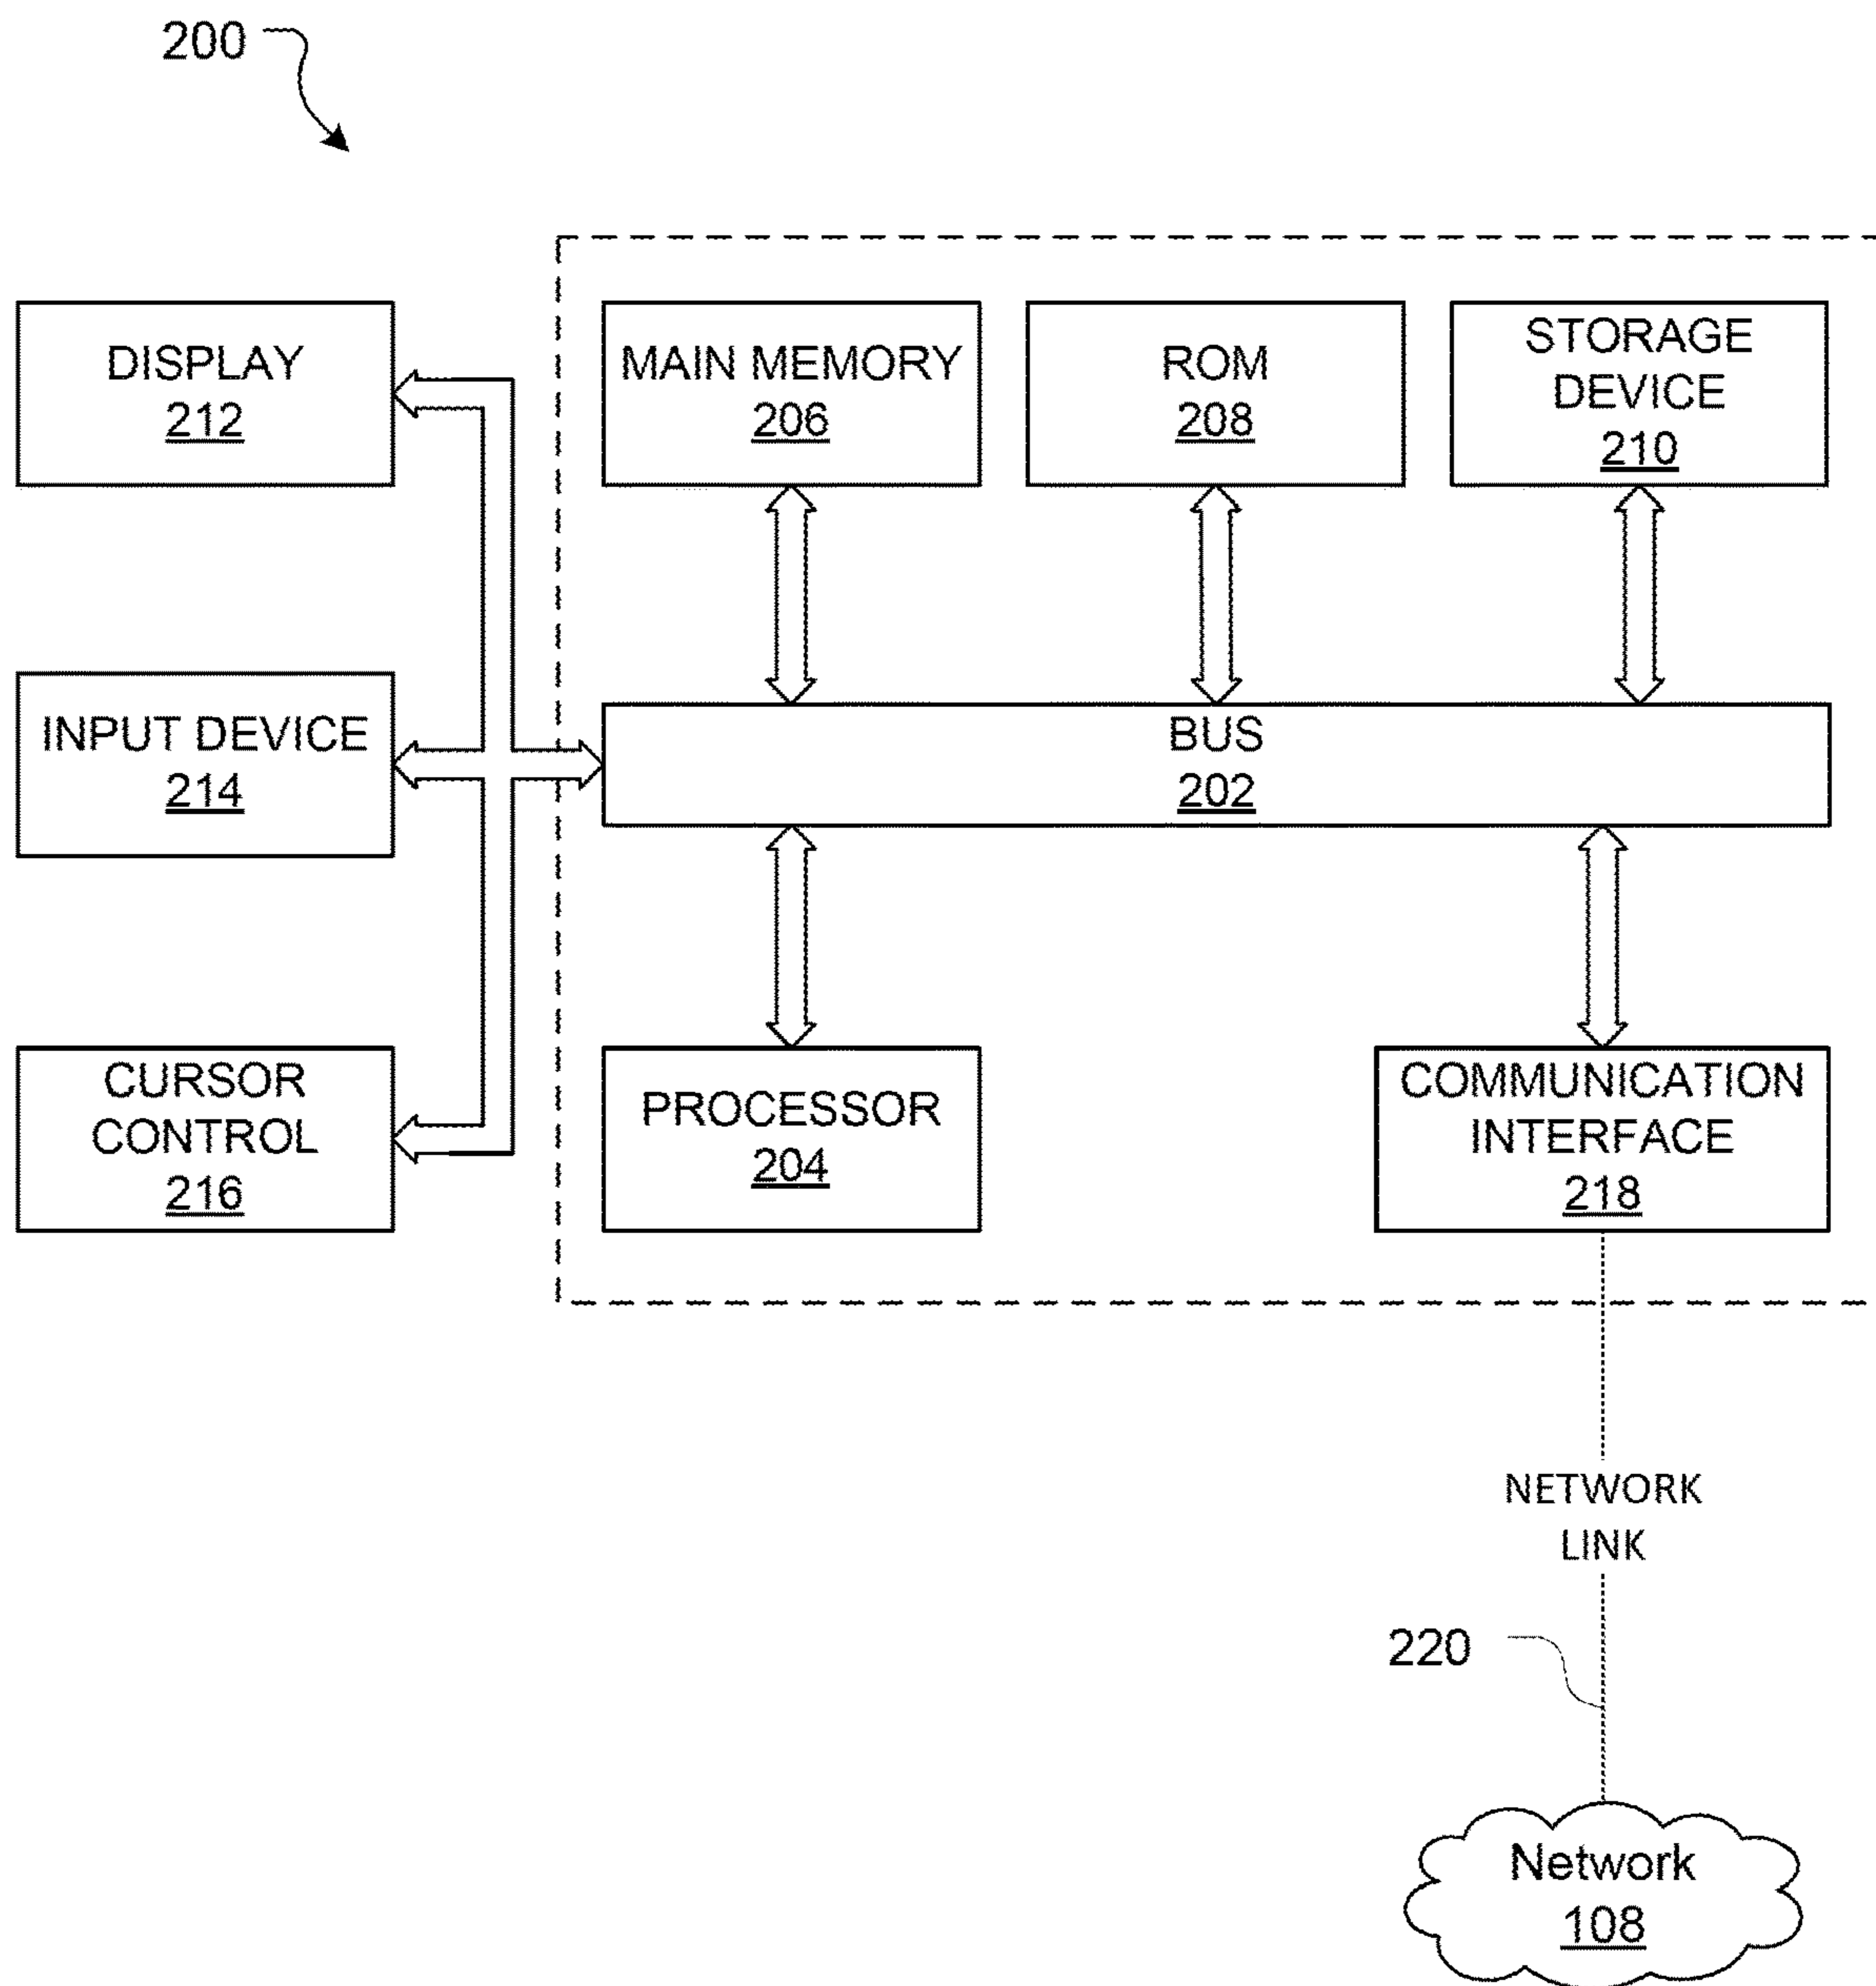 200
DISPLAY
212
MAIN MEMORY
206
ROM
208
STORAGE
DEVICE
210
INPUT DEVICE
214
BUS
202
CURSOR
CONTROL
216
PROCESSOR
204
COMMUNICATION
INTERFACE
218
NETWORK
LINK
220
Network
108